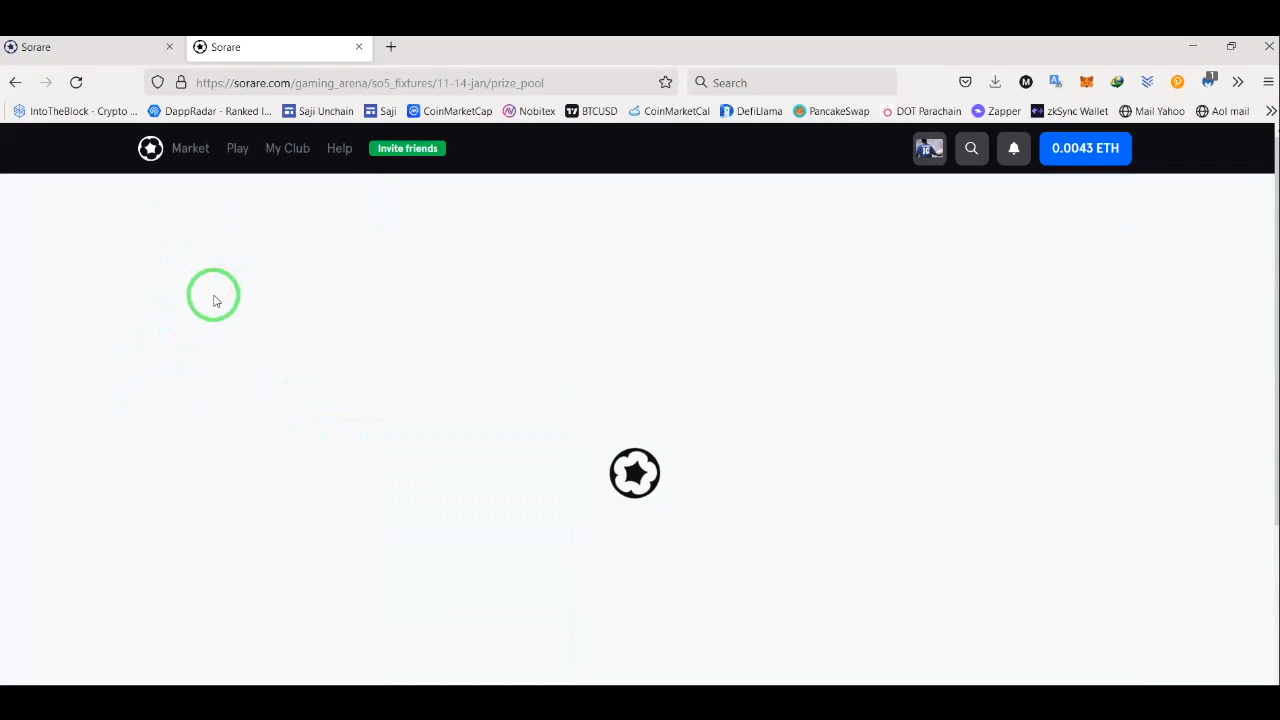 Sorare
Sorare
https://sorare.com/gaming_arena/so5_fixtures/11-14-jan/prize_pool
Search
1
IntoTheBlock - Crypto ...
DappRadar - Ranked l...
Saji Unchain
Saji
CoinMarketCap
Nobitex
BTCUSD
CoinMarketCal
DefiLlama
PancakeSwap
DOT Parachain
Zapper
zkSync Wallet
Mail Yahoo
Aol mail
Market
Play
My Club
Help
Invite friends
0.0043 ETH